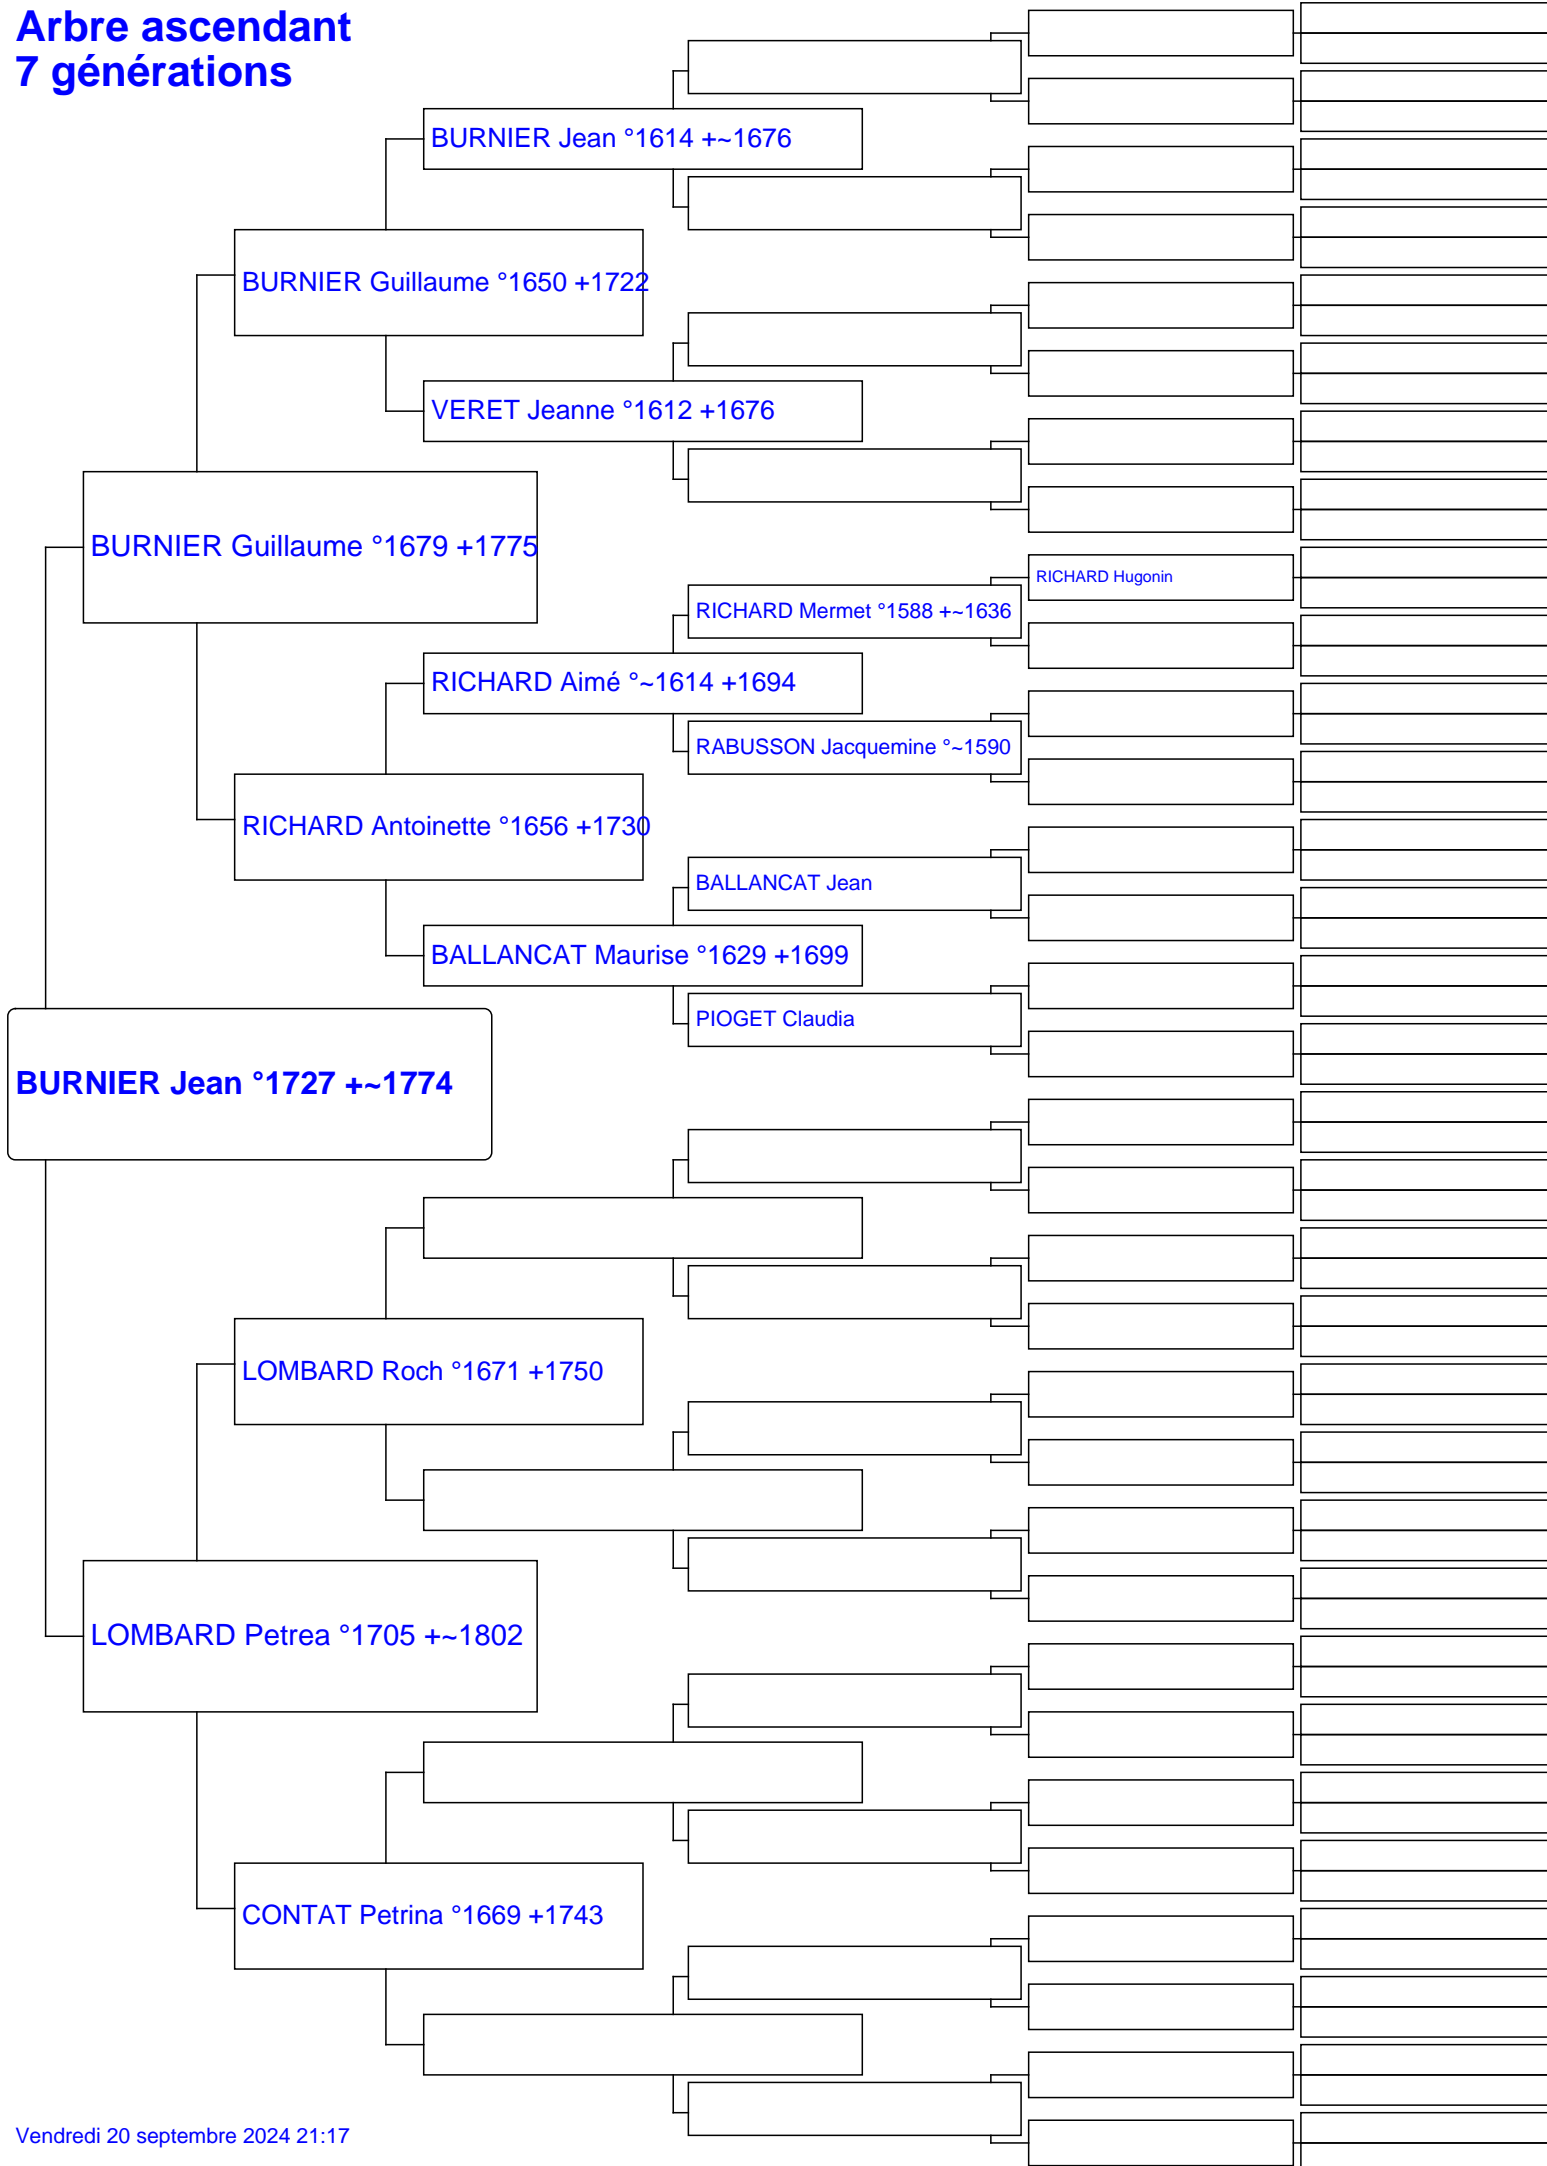 Arbre ascendant
7 générations
BURNIER Jean °1614 +~1676
BURNIER Guillaume °1650 +1722
VERET Jeanne °1612 +1676
BURNIER Guillaume °1679 +1775
RICHARD Hugonin
RICHARD Mermet °1588 +~1636
RICHARD Aimé °~1614 +1694
RABUSSON Jacquemine °~1590
RICHARD Antoinette °1656 +1730
BALLANCAT Jean
BALLANCAT Maurise °1629 +1699
PIOGET Claudia
BURNIER Jean °1727 +~1774
LOMBARD Roch °1671 +1750
LOMBARD Petrea °1705 +~1802
CONTAT Petrina °1669 +1743
Vendredi 20 septembre 2024 21:17